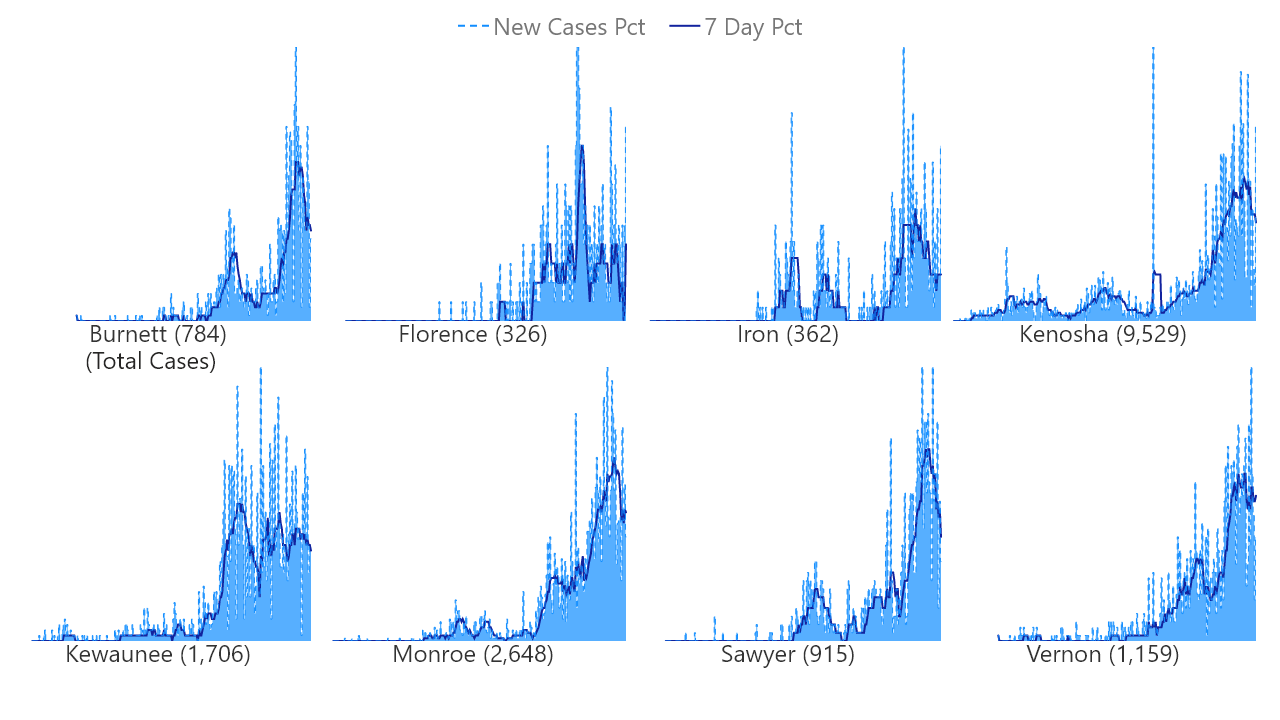 New Cases Pct 7 Day Pct
Burnett (784) Florence (326) Iron (362) Kenosha (9,529)
(Total Cases)
Kewaunee (1,706) Monroe (2,648) Sawyer (915) Vernon (1,159)